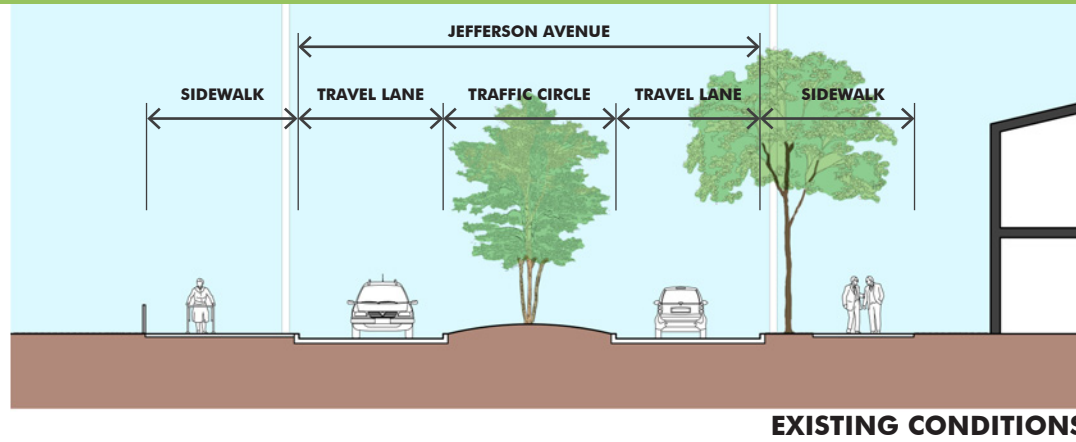 JEFFERSON AVENUE
SIDEWALK TRAVEL LANE TRAFFIC CIRCLE TRAVEL LANE SIDEWALK
EXISTING CONDITIONS